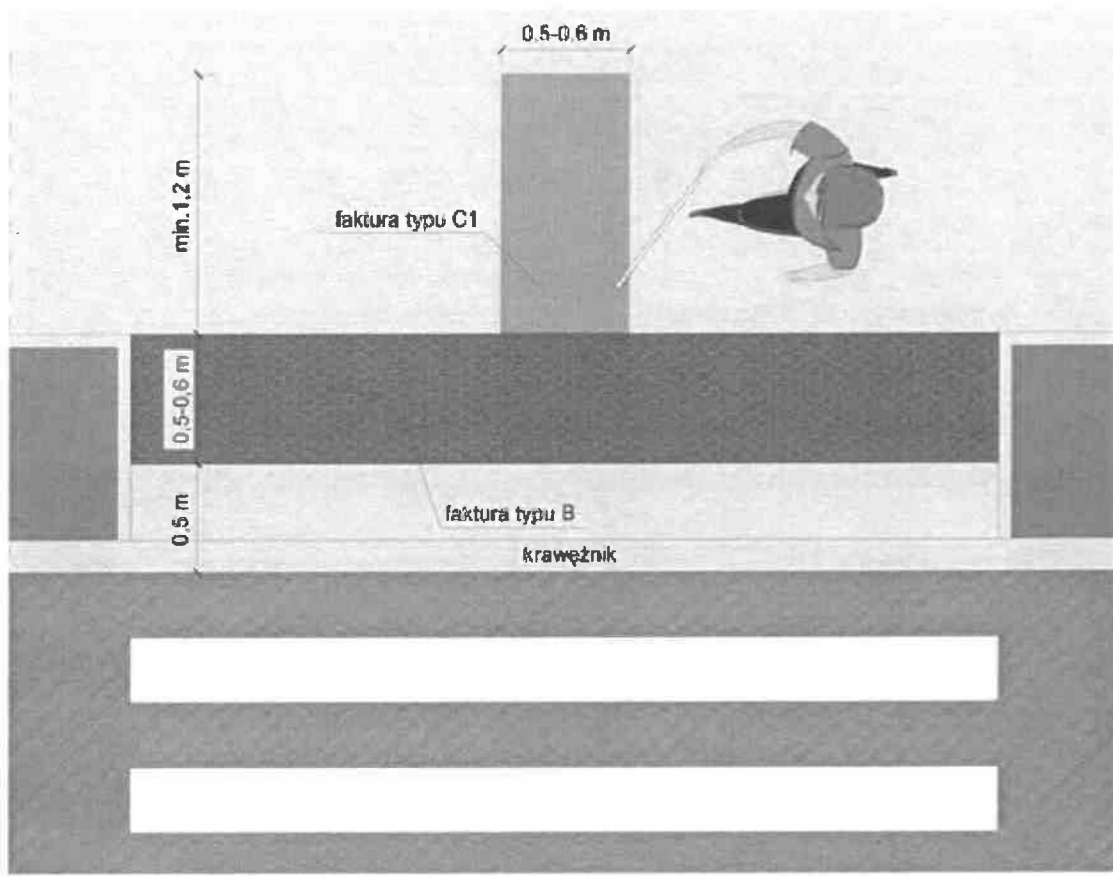 0,5-0,6 m
min.1,2 m
faktura typu C1
0,5-0,6 m
0,5 m
faktura typu B
krawężnik